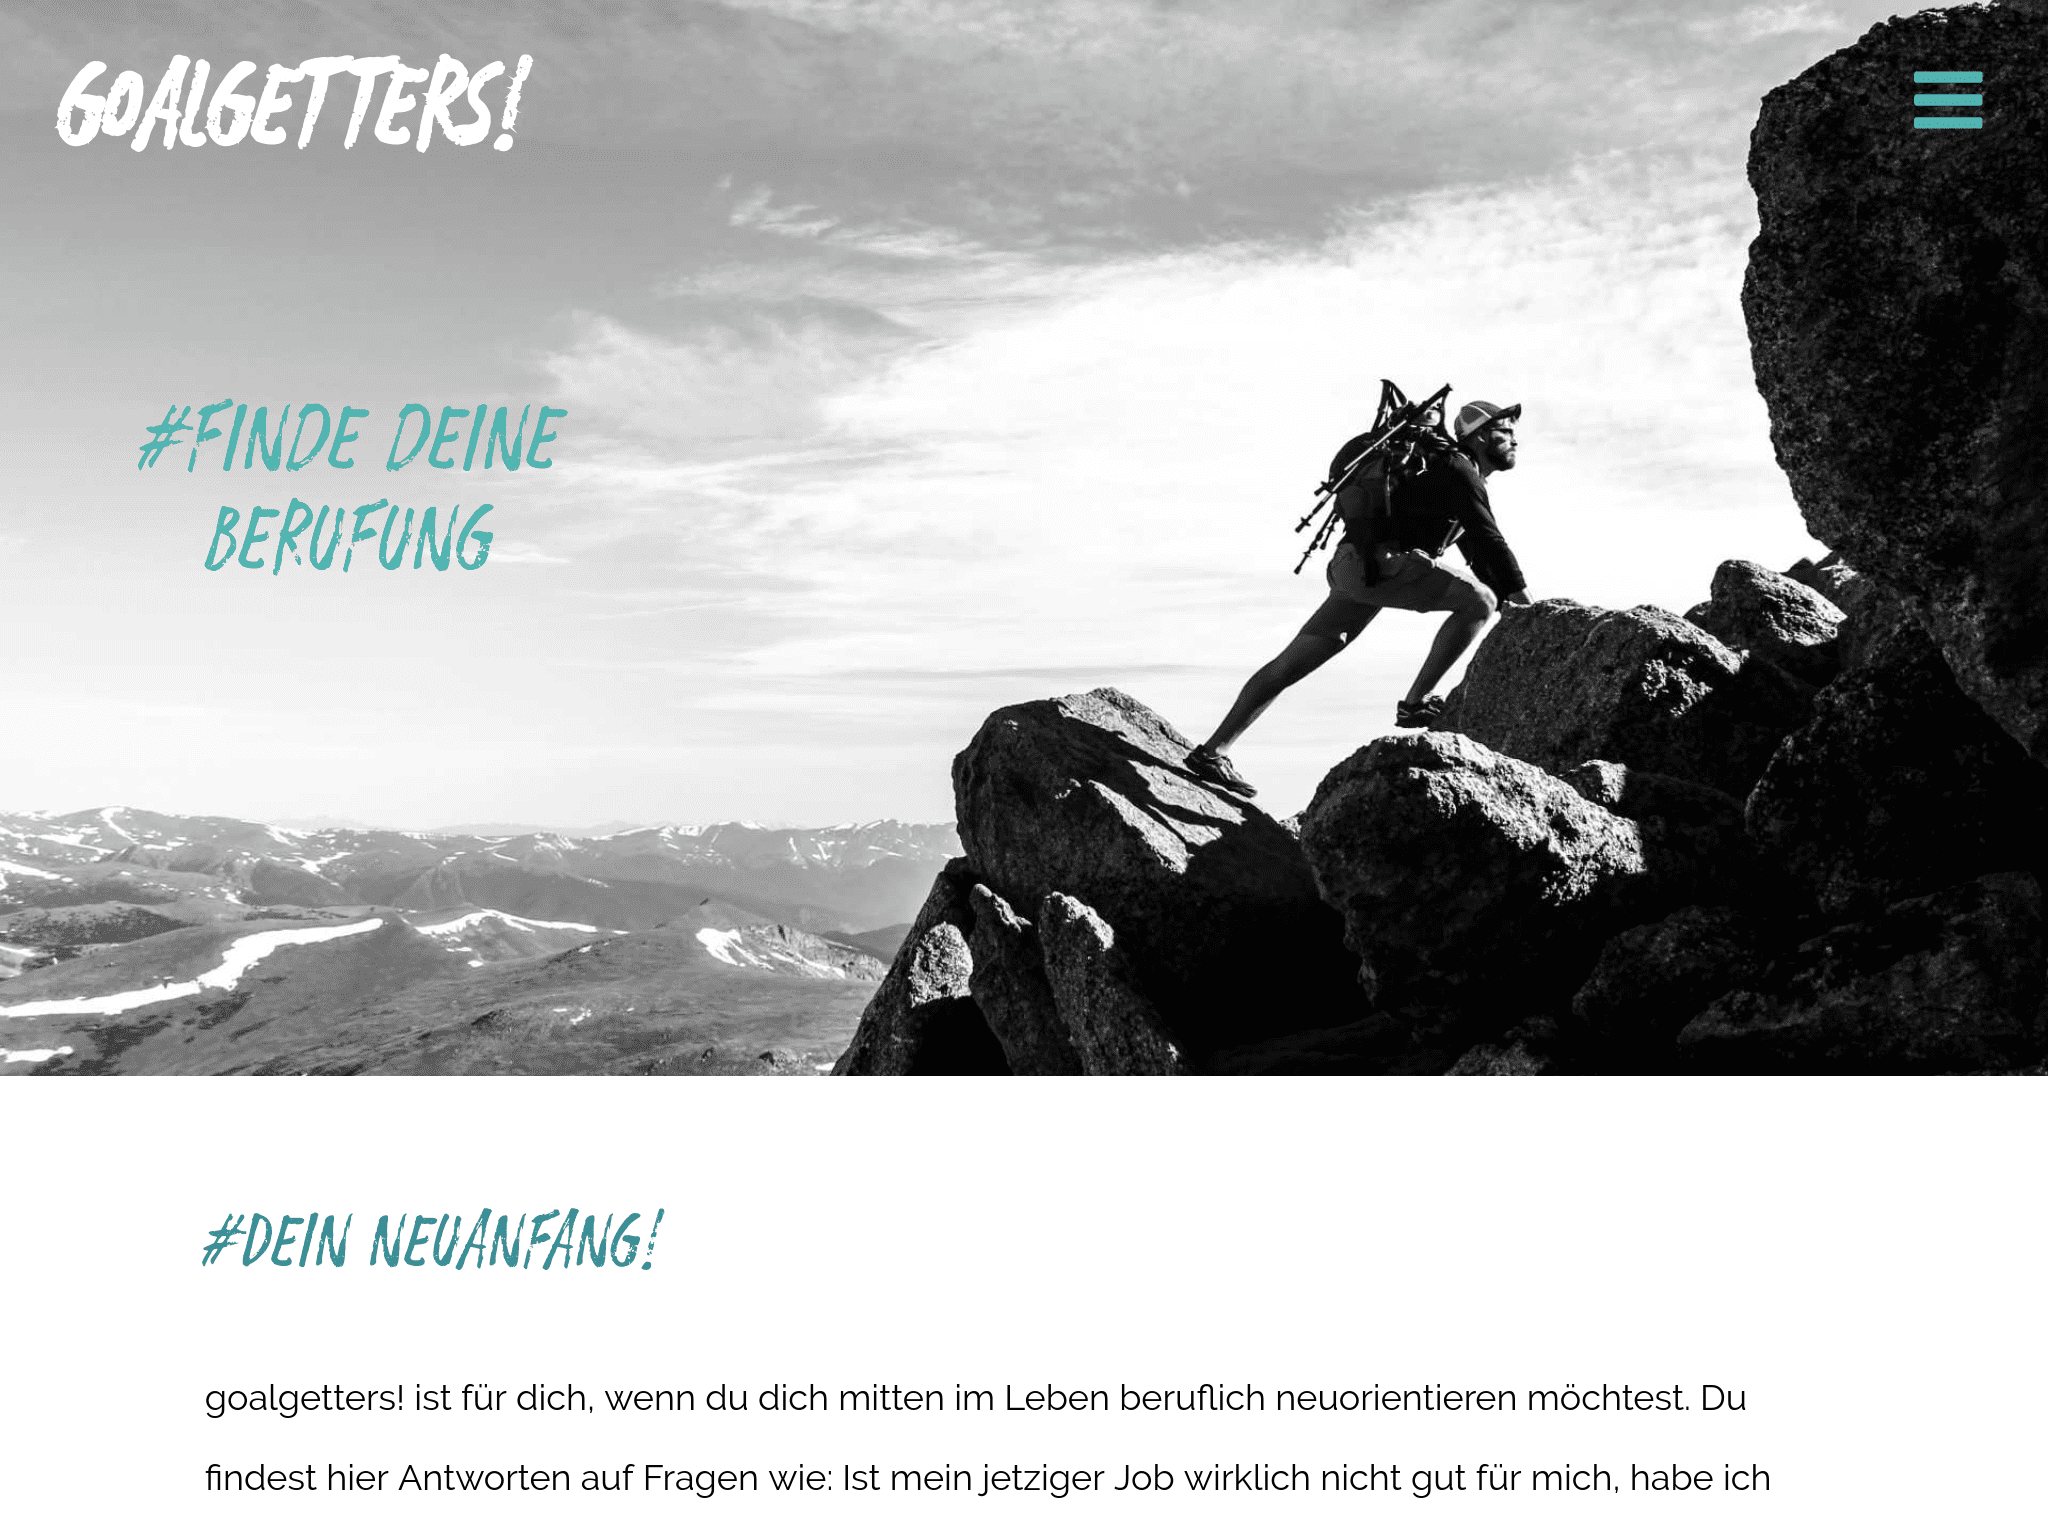 GOALGETTERS!
#FINDE DEINE
BERUFUNG
#DEIN NEUANFANG!
goalgetters! ist für dich, wenn du dich mitten im Leben beruflich neuorientieren möchtest. Du
findest hier Antworten auf Fragen wie: Ist mein jetziger Job wirklich nicht gut für mich, habe ich